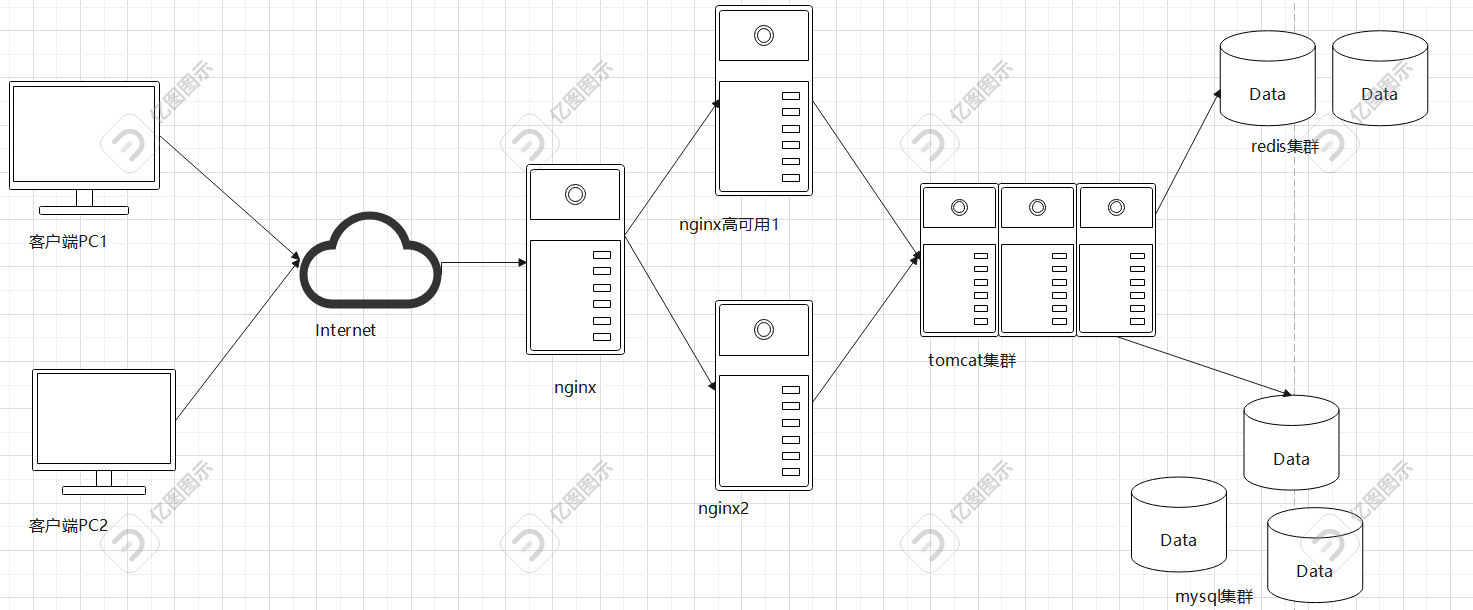 亿图图示
亿图图示
亿图图示
亿图图示
Data
Data
redis集群
客户端PC1
nginx高可用1
Internet
nginx
tomcat集群
Data
亿图图示
亿图图示
亿图图示
亿图图示
nginx2
客户端PC2
Data
Data
mysql集群